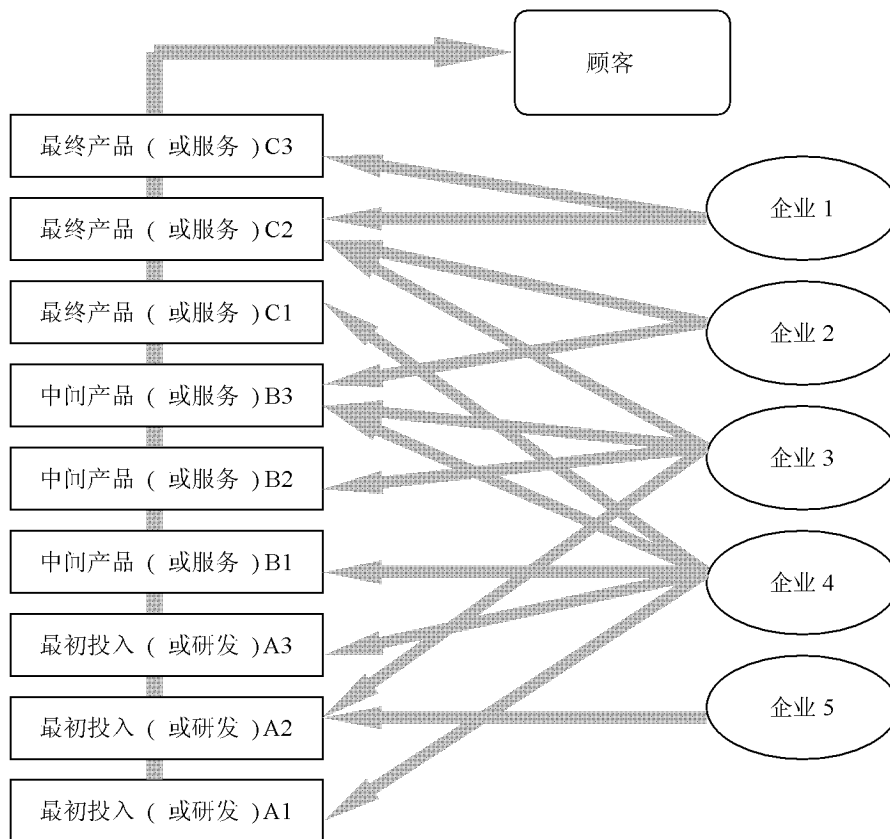 顾客
最终产品 ( 或服务 )C3
企业 1
最终产品 ( 或服务 )C2
最终产品 ( 或服务 )C1
企业 2
中间产品 ( 或服务 )B3
企业 3
中间产品 ( 或服务 )B2
中间产品 ( 或服务 )B1
企业 4
最初投入 ( 或研发 )A3
企业 5
最初投入 ( 或研发 )A2
最初投入 ( 或研发 )A1